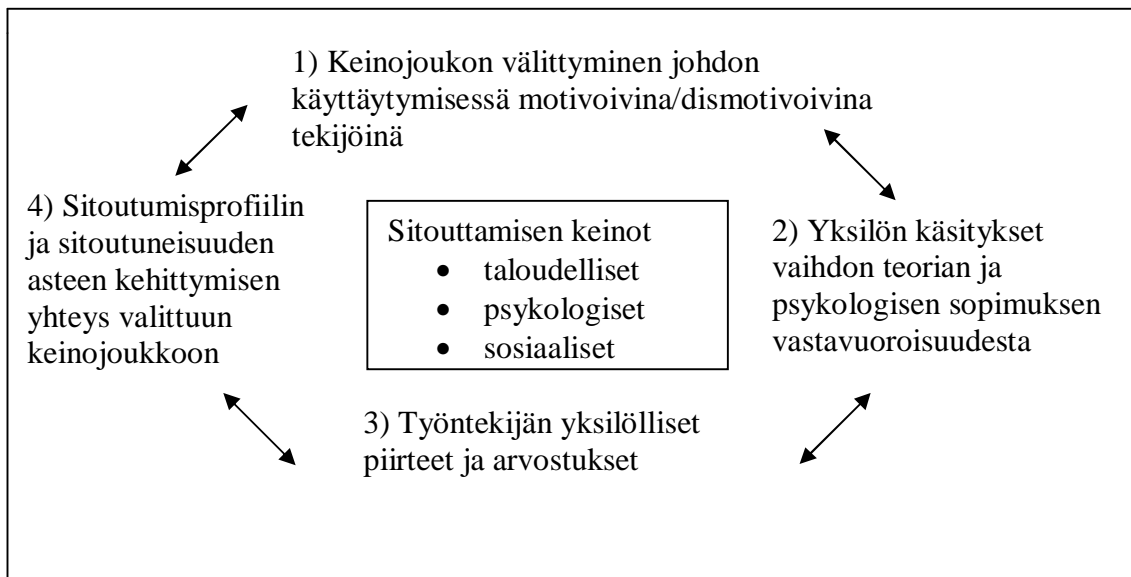 1) Keinojoukon välittyminen johdon
käyttäytymisessä motivoivina/dismotivoivina
tekijöinä
4) Sitoutumisprofiilin
ja sitoutuneisuuden
asteen kehittymisen
yhteys valittuun
keinojoukkoon
Sitouttamisen keinot
• taloudelliset
• psykologiset
• sosiaaliset
2) Yksilön käsitykset
vaihdon teorian ja
psykologisen sopimuksen
vastavuoroisuudesta
3) Työntekijän yksilölliset
piirteet ja arvostukset